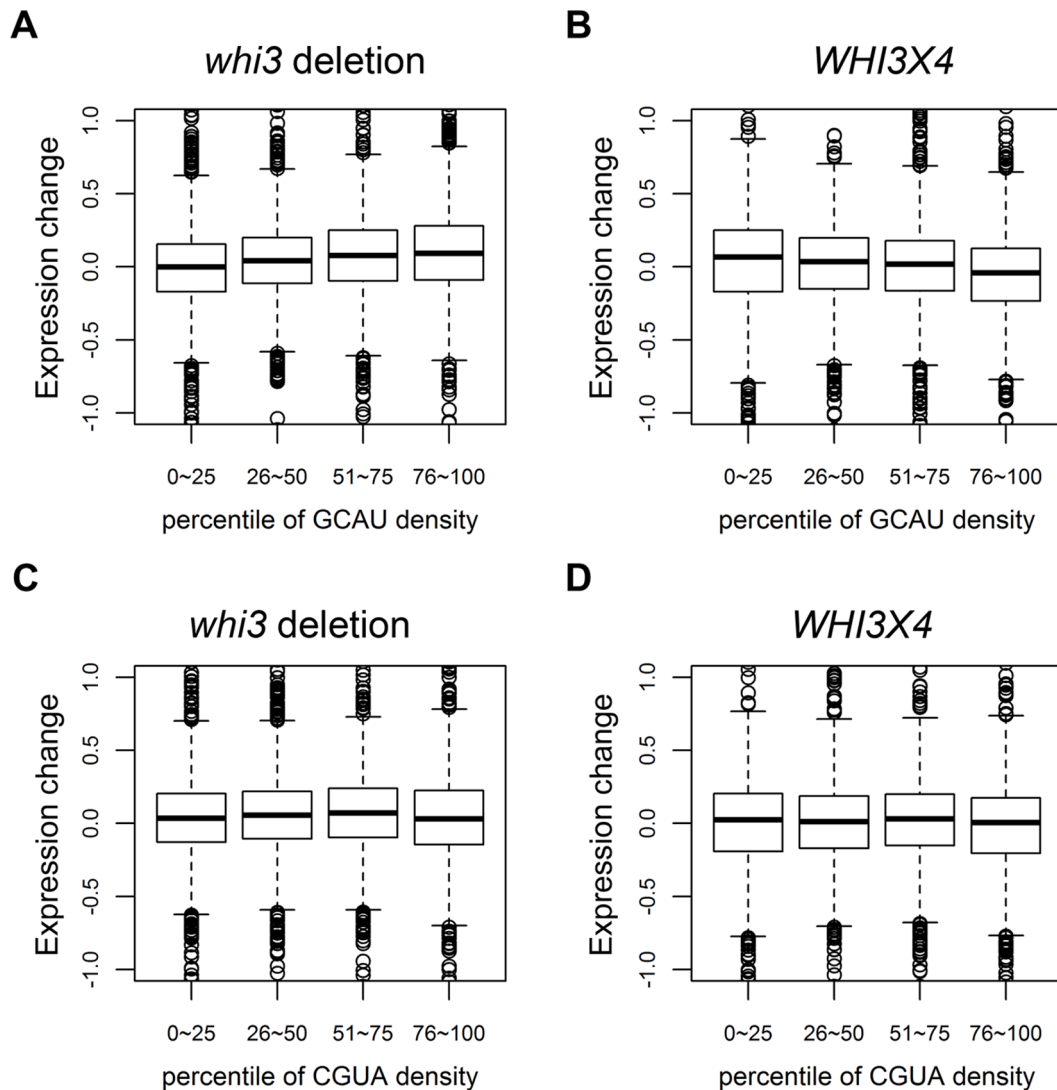 A
B
whi3 deletion
WHI3X4
Expression change
1.0
0.5
0.0
-0.5
-1.0
0~25 26~50 51~75 76~100
percentile of GCAU density
Expression change
1.0
0.5
0.0
-0.5
-1.0
0~25 26~50 51~75 76~100
percentile of GCAU density
C
D
whi3 deletion
WHI3X4
Expression change
1.0
0.5
0.0
-0.5
-1.0
0~25 26~50 51~75 76~100
percentile of CGUA density
Expression change
1.0
0.5
0.0
-0.5
-1.0
0~25 26~50 51~75 76~100
percentile of CGUA density